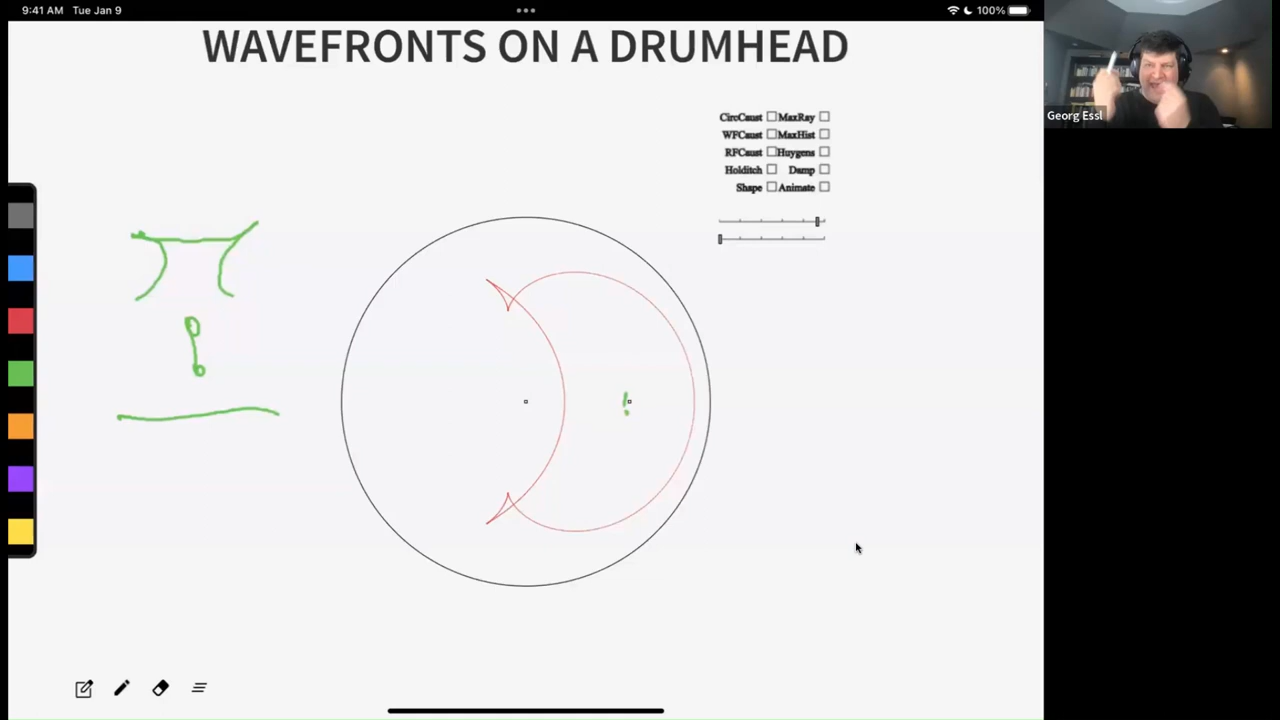 9:41 AM Tue Jan 9
100%
WAVEFRONTS ON A DRUMHEAD
Georg Essl
CircCaust MaxRay
WFCaust MaxHist
RFCaust Huygens
Holditch Damp
Shape Animate
!